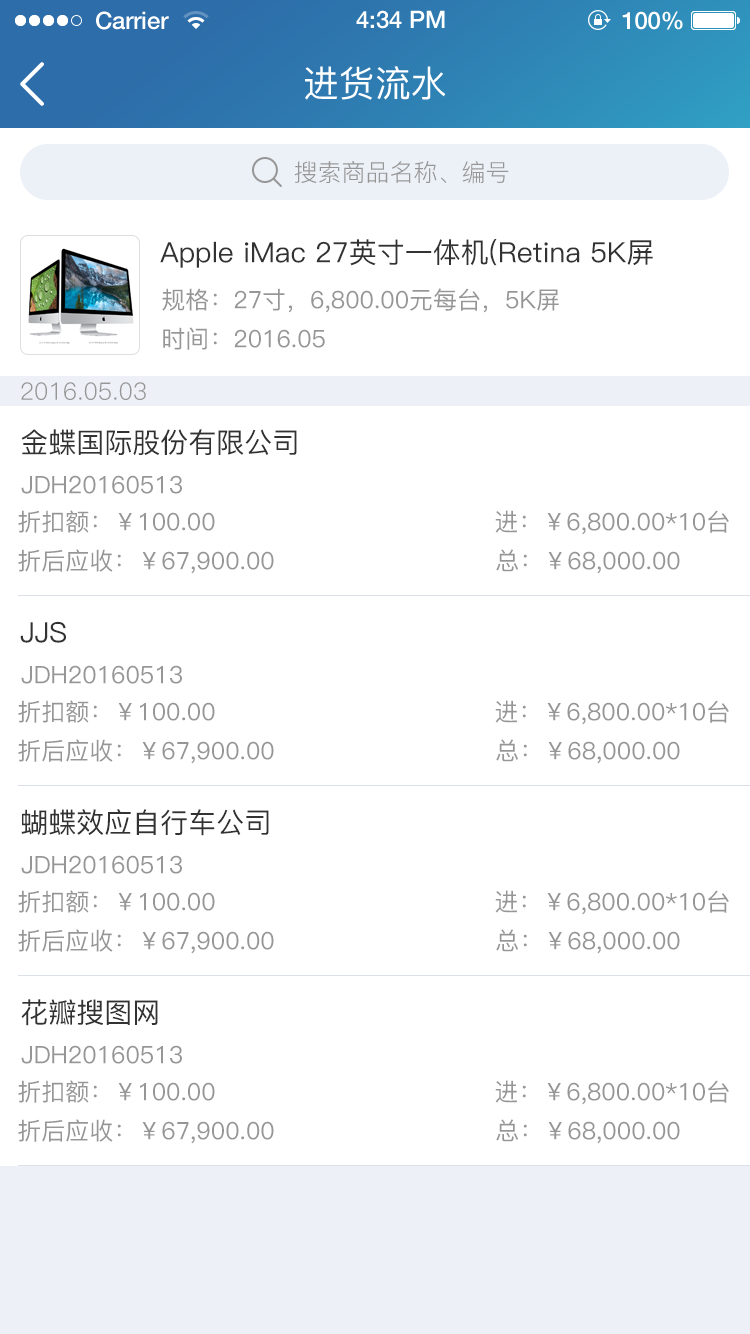 Carrier 4:34 PM 100%
进货流水
搜索商品名称、编号
Apple iMac 27英寸一体机(Retina 5K屏
规格：27寸，6,800.00元每台，5K屏
时间：2016.05
2016.05.03
金蝶国际股份有限公司
JDH20160513
折扣额：￥100.00 进：￥6,800.00*10台
折后应收：￥67,900.00 总：￥68,000.00
JJS
JDH20160513
折扣额：￥100.00 进：￥6,800.00*10台
折后应收：￥67,900.00 总：￥68,000.00
蝴蝶效应自行车公司
JDH20160513
折扣额：￥100.00 进：￥6,800.00*10台
折后应收：￥67,900.00 总：￥68,000.00
花瓣搜图网
JDH20160513
折扣额：￥100.00 进：￥6,800.00*10台
折后应收：￥67,900.00 总：￥68,000.00